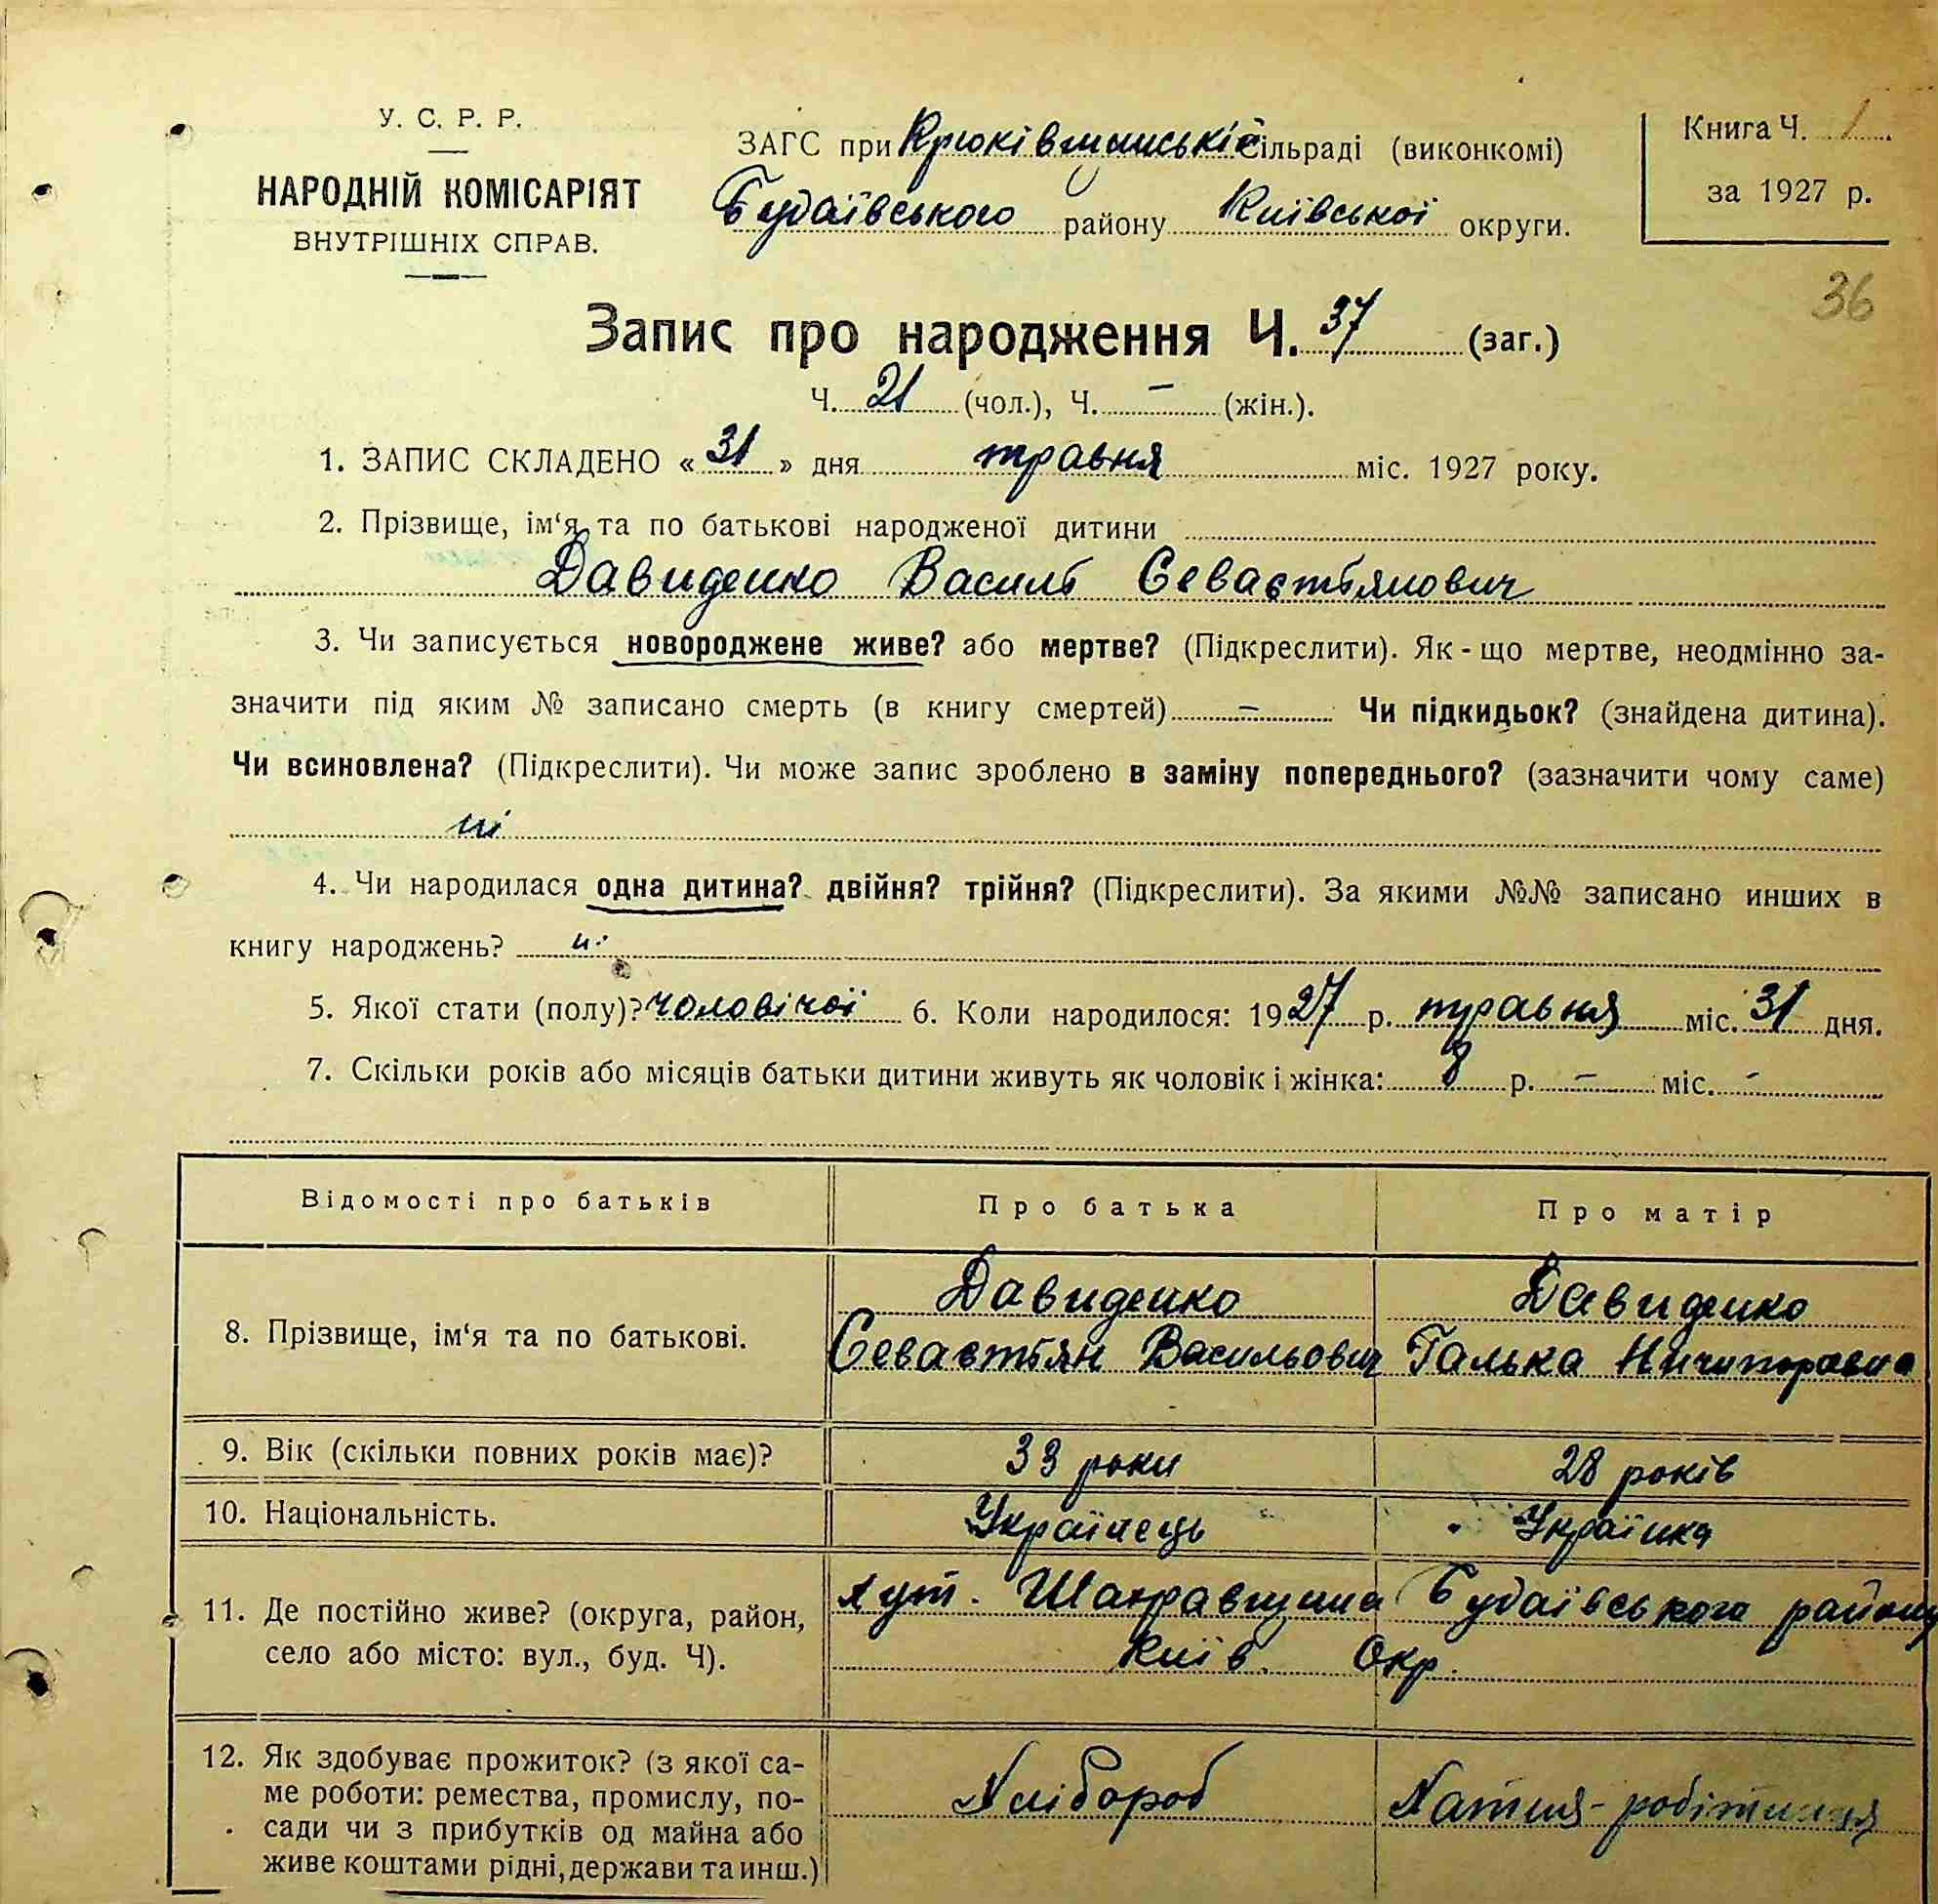 У. С. Р. Р.
НАРОДНІЙ КОМІСАРІЯТ
ВНУТРІШНІХ СПРАВ.
ЗАГС при Крюківщинській сільраді (виконкомі)
Будаївського району Київської округи.
Книга Ч. 1
за 1927 р.
36
Запис про народження Ч. 37 (заг.)
Ч. 21 (чол.), Ч. – (жін.).
1. ЗАПИС СКЛАДЕНО « 31 » дня травня міс. 1927 року.
2. Прізвище, ім‘я та по батькові народженої дитини
Давиденко Василь Севастьянович
3. Чи записується новороджене живе? або мертве? (Підкреслити). Як-що мертве, неодмінно за-
значити під яким № записано смерть (в книгу смертей) – Чи підкидьок? (знайдена дитина).
Чи всиновлена? (Підкреслити). Чи може запис зроблено в заміну попереднього? (зазначити чому саме)
ні
4. Чи народилася одна дитина? двійня? трійня? (Підкреслити). За якими №№ записано инших в
книгу народжень? ні
5. Якої стати (полу)? чоловічої 6. Коли народилося: 1927 р. травня міс. 31 дня.
7. Скільки років або місяців батьки дитини живуть як чоловік і жінка: 8 р. – міс. –
Відомості про батьків Про батька Про матір
8. Прізвище, ім‘я та по батькові. Давиденко Давиденко
Севастьян Васильович Галька Ничипоравна
9. Вік (скільки повних років має)? 33 роки 28 років
10. Національність. Українець Українка
11. Де постійно живе? (округа, район, хут. Шахравщина Будаївського району
село або місто: вул., буд. Ч). Київ. Окр.
12. Як здобуває прожиток? (з якої са-
ме роботи: ремества, промислу, по- Хлібороб Хатня-робітниця
сади чи з прибутків од майна або
живе коштами рідні, держави та инш.)